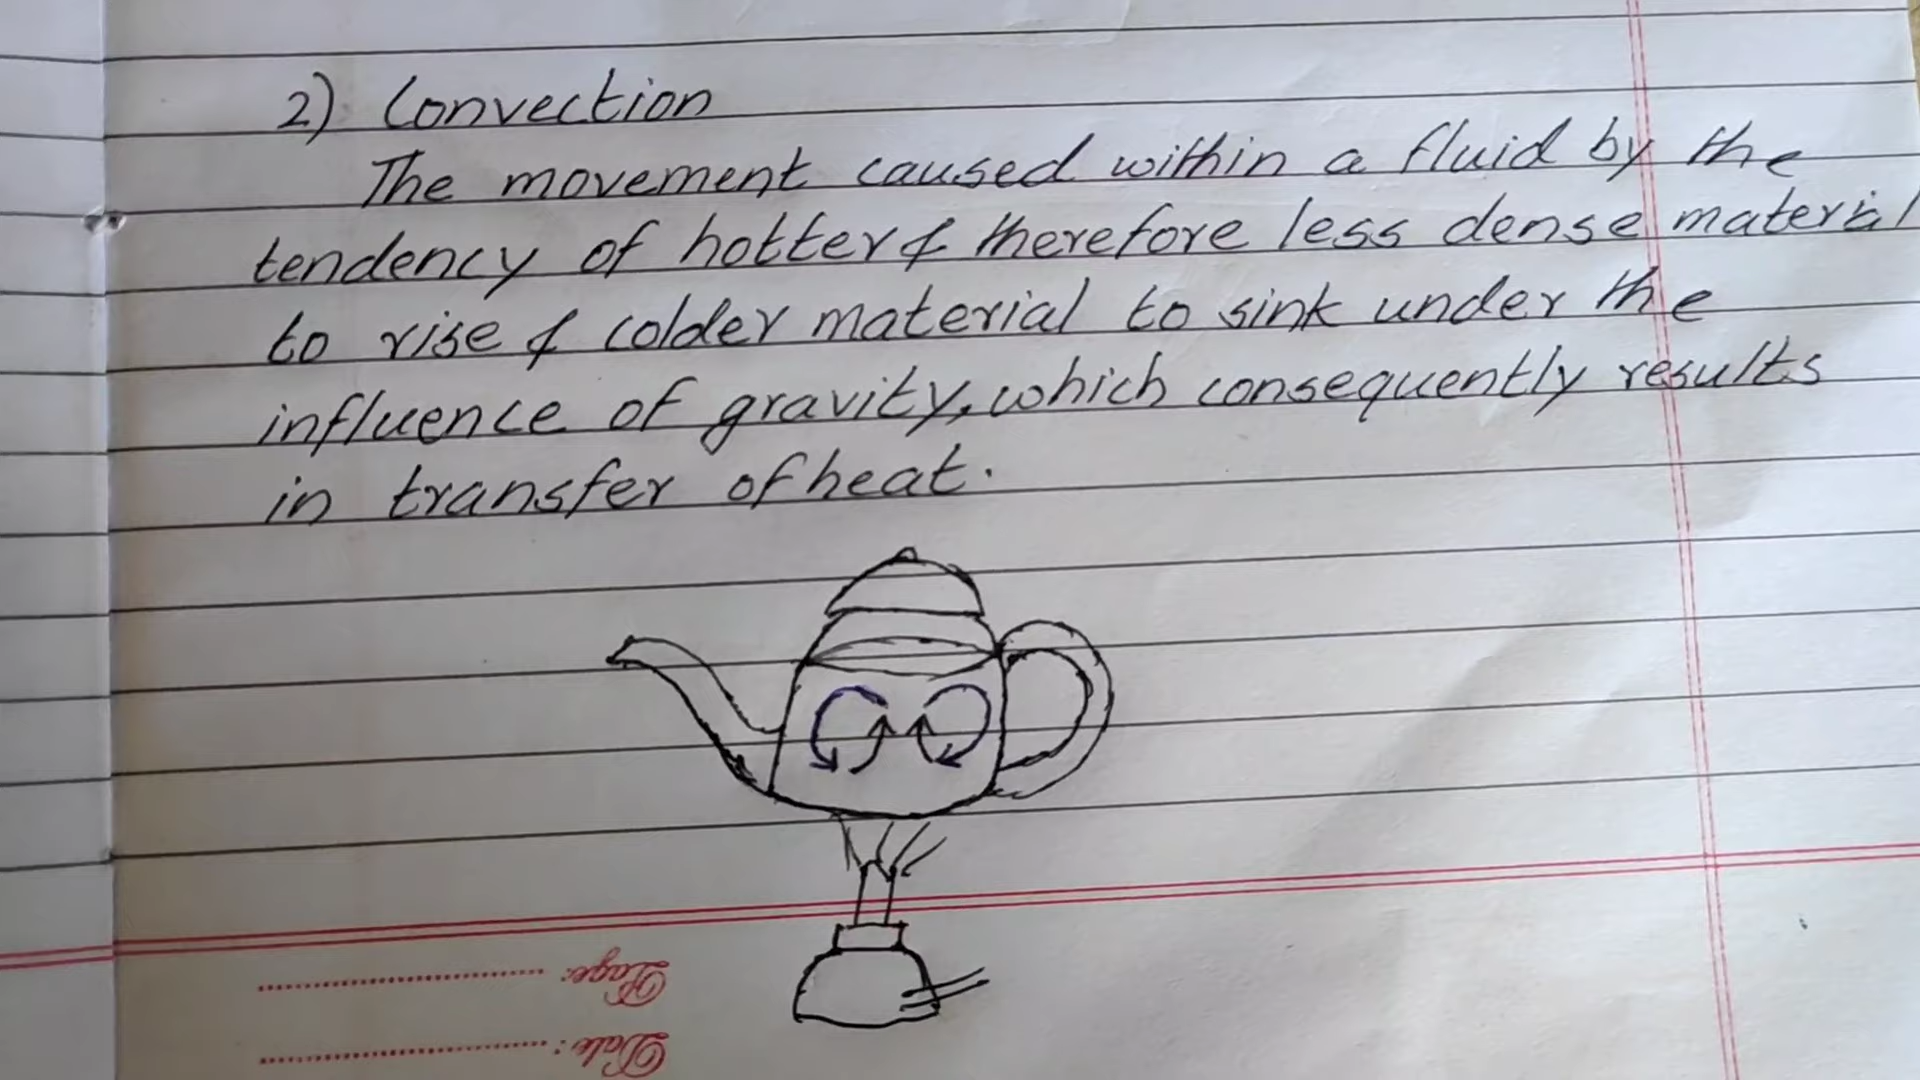 2) Convection
The movement caused within a fluid by the
tendency of hotter & therefore less dense material
to rise & colder material to sink under the
influence of gravity, which consequently results
in transfer of heat.
Page:
Date: